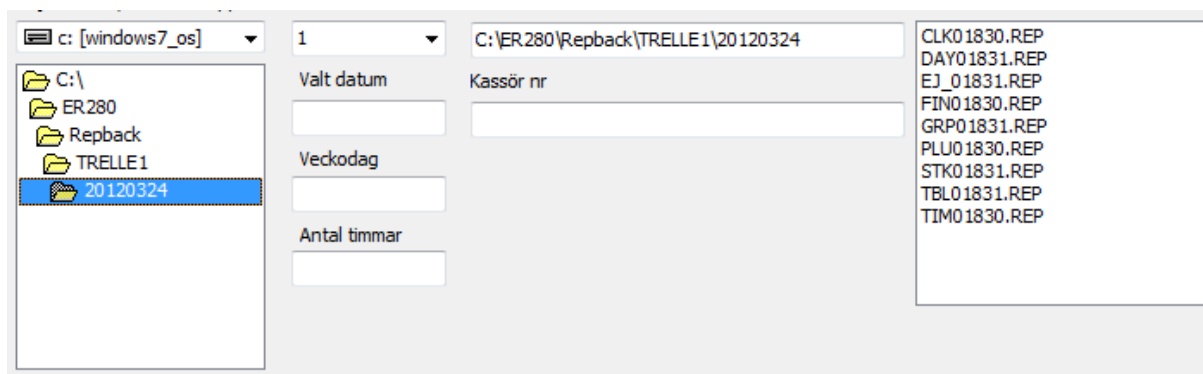 c: [windows7_os]
1
C:\ER280\Repback\TRELLE1\20120324
C:\
ER280
Repback
TRELLE1
20120324
Valt datum
Kassör nr
Veckodag
Antal timmar
CLK01830.REP
DAY01831.REP
EJ_01831.REP
FIN01830.REP
GRP01831.REP
PLU01830.REP
STK01831.REP
TBL01831.REP
TIM01830.REP